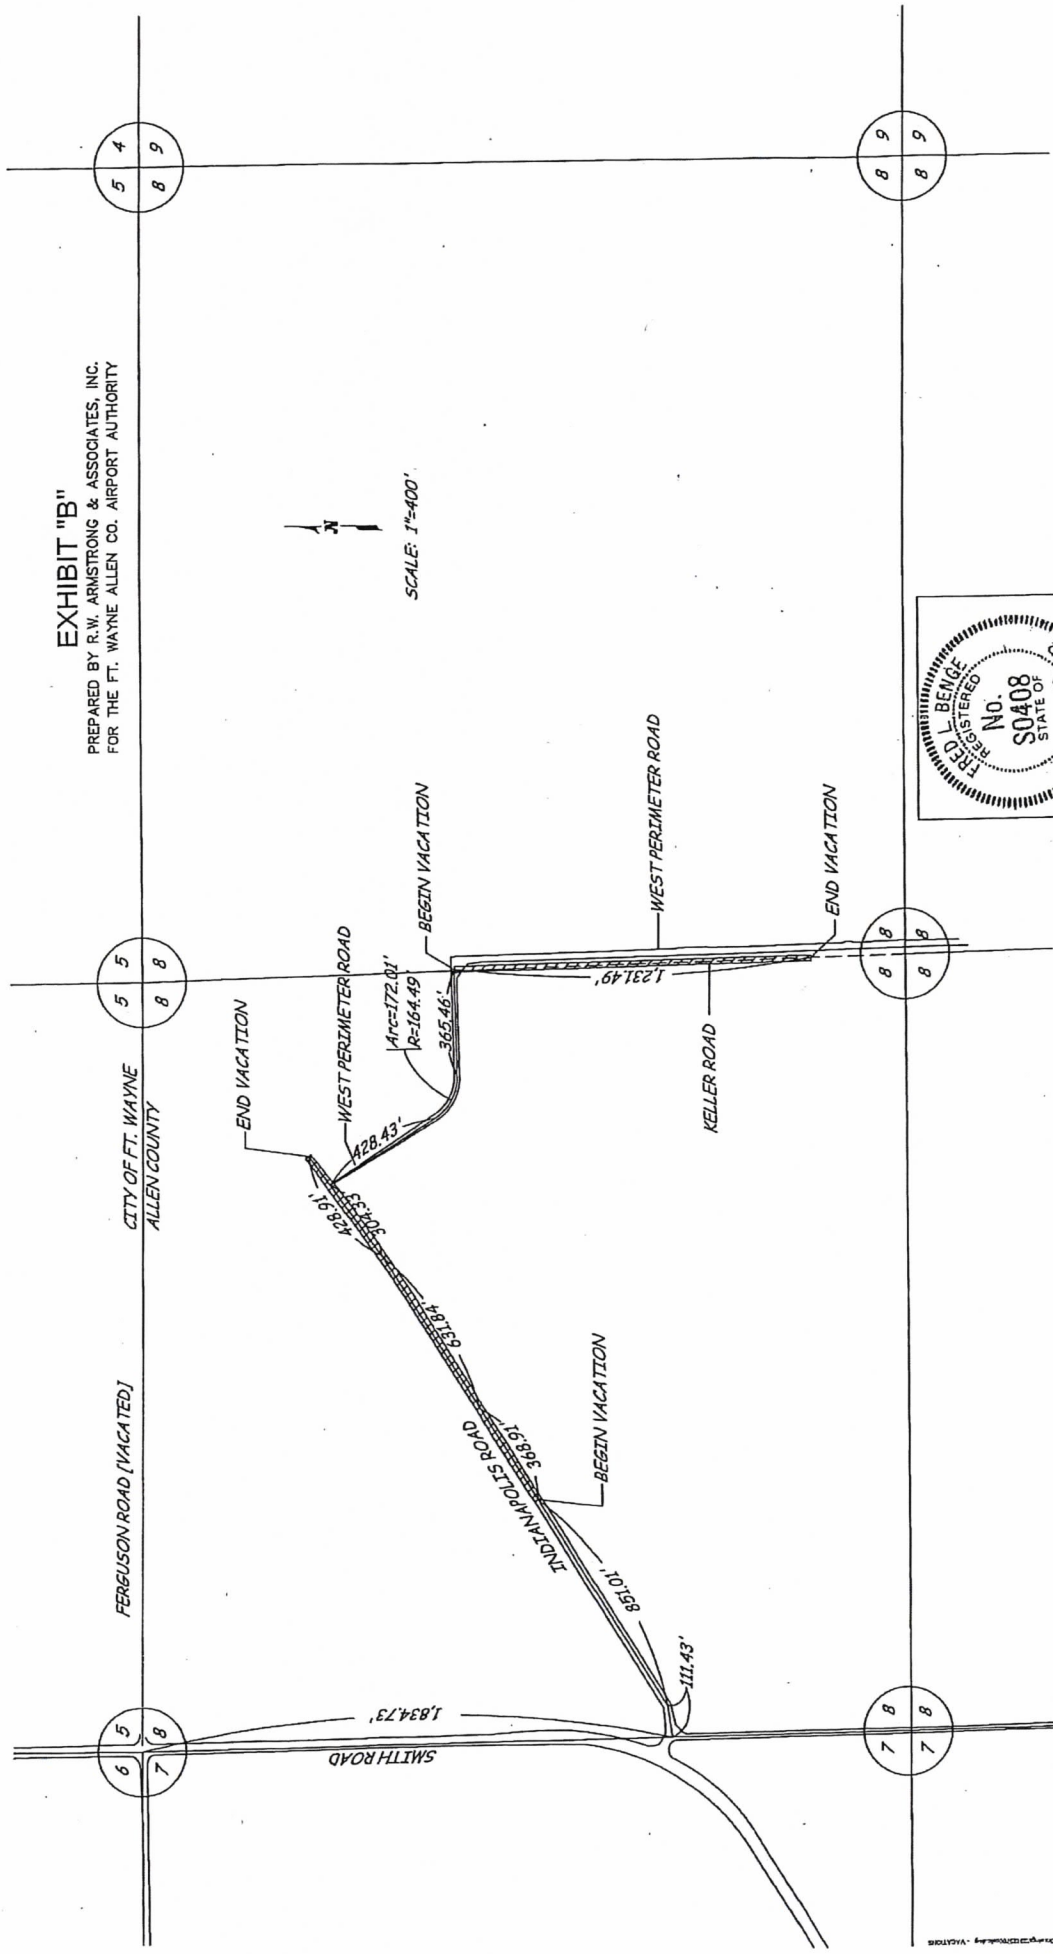 EXHIBIT "B"
PREPARED BY R.W. ARMSTRONG & ASSOCIATES, INC.
FOR THE FT. WAYNE ALLEN CO. AIRPORT AUTHORITY
6 5
7 8
FERGUSON ROAD [VACATED]
CITY OF FT. WAYNE
ALLEN COUNTY
5 5
8 8
5 4
8 9
END VACATION
N
SCALE: 1"=400'
WEST PERIMETER ROAD
Arc=172.01'
R=164.49'
365.46'
BEGIN VACATION
428.43'
428.91'
304.33'
631.84'
368.91'
INDIANAPOLIS ROAD
BEGIN VACATION
851.01'
111.43'
1,834.73'
SMITH ROAD
1,231.49'
WEST PERIMETER ROAD
KELLER ROAD
END VACATION
7 8
7 8
8 8
8 8
8 9
8 9
FRED L. BENGE
REGISTERED
No.
S0408
STATE OF
- VACATIONS